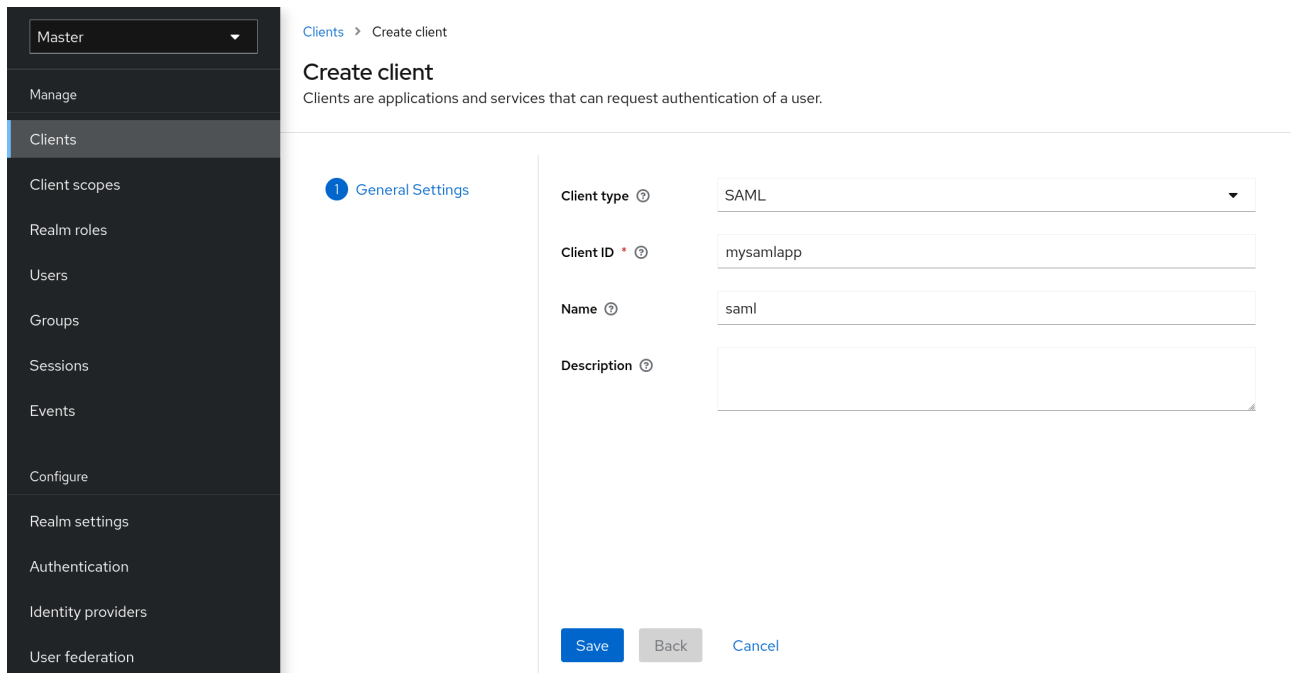 Master
Manage
Clients
Client scopes
Realm roles
Users
Groups
Sessions
Events
Configure
Realm settings
Authentication
Identity providers
User federation
Clients > Create client
Create client
Clients are applications and services that can request authentication of a user.
1 General Settings
Client type ? SAML
Client ID * ? mysamlapp
Name ? saml
Description ?
Save Back Cancel